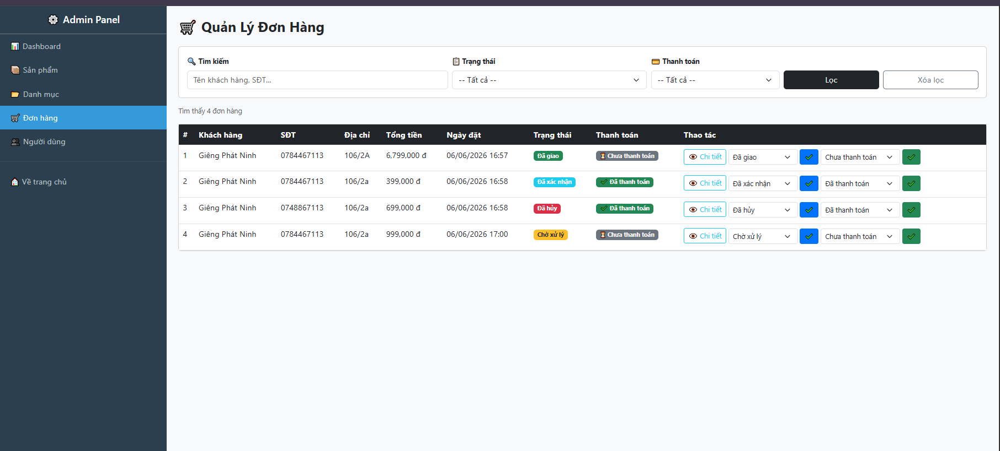 Admin Panel
Dashboard
Sản phẩm
Danh mục
Đơn hàng
Người dùng
Về trang chủ
Quản Lý Đơn Hàng
Tìm kiếm Trạng thái Thanh toán
Tên khách hàng, SĐT... -- Tất cả -- -- Tất cả -- Lọc Xóa lọc
Tìm thấy 4 đơn hàng
# Khách hàng SĐT Địa chỉ Tổng tiền Ngày đặt Trạng thái Thanh toán Thao tác
1 Giêng Phát Ninh 0784467113 106/2A 6,799,000 đ 06/06/2026 16:57 Đã giao Chưa thanh toán Chi tiết Đã giao Chưa thanh toán
2 Giêng Phát Ninh 0784467113 106/2a 399,000 đ 06/06/2026 16:58 Đã xác nhận Đã thanh toán Chi tiết Đã xác nhận Đã thanh toán
3 Giêng Phát Ninh 0748867113 106/2a 699,000 đ 06/06/2026 16:58 Đã hủy Đã thanh toán Chi tiết Đã hủy Đã thanh toán
4 Giêng Phát Ninh 0784467113 106/2a 999,000 đ 06/06/2026 17:00 Chờ xử lý Chưa thanh toán Chi tiết Chờ xử lý Chưa thanh toán